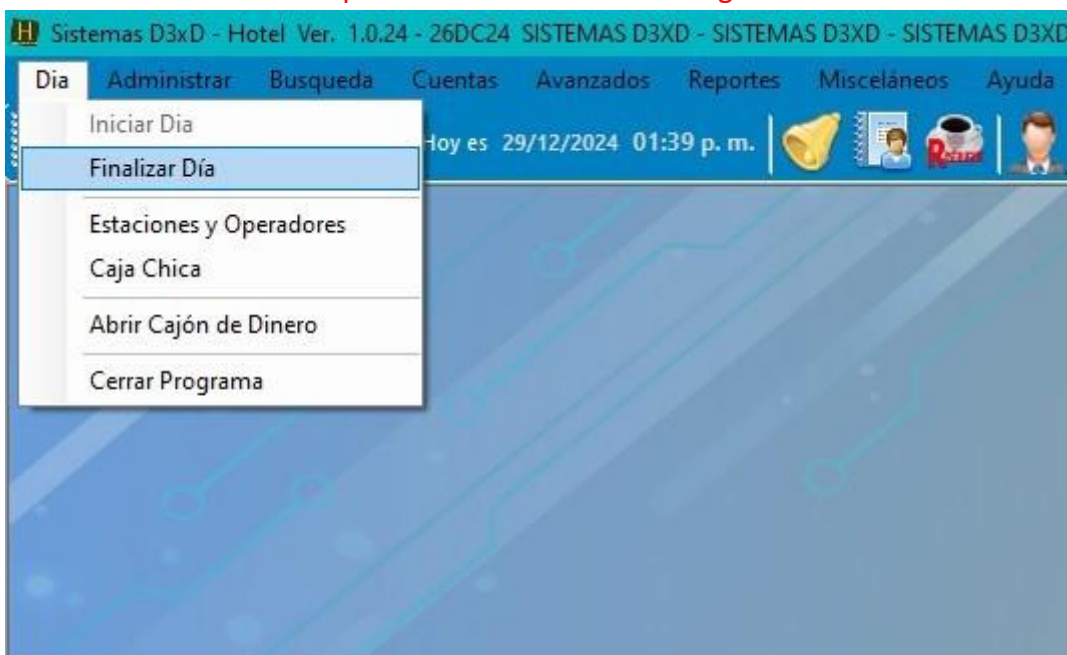 Sistemas D3xD - Hotel Ver. 1.0.24 - 26DC24 SISTEMAS D3XD - SISTEMAS D3XD - SISTEMAS D3XD
Dia Administrar Busqueda Cuentas Avanzados Reportes Misceláneos Ayuda
Iniciar Dia
Hoy es 29/12/2024 01:39 p. m.
Finalizar Día
Estaciones y Operadores
Caja Chica
Abrir Cajón de Dinero
Cerrar Programa